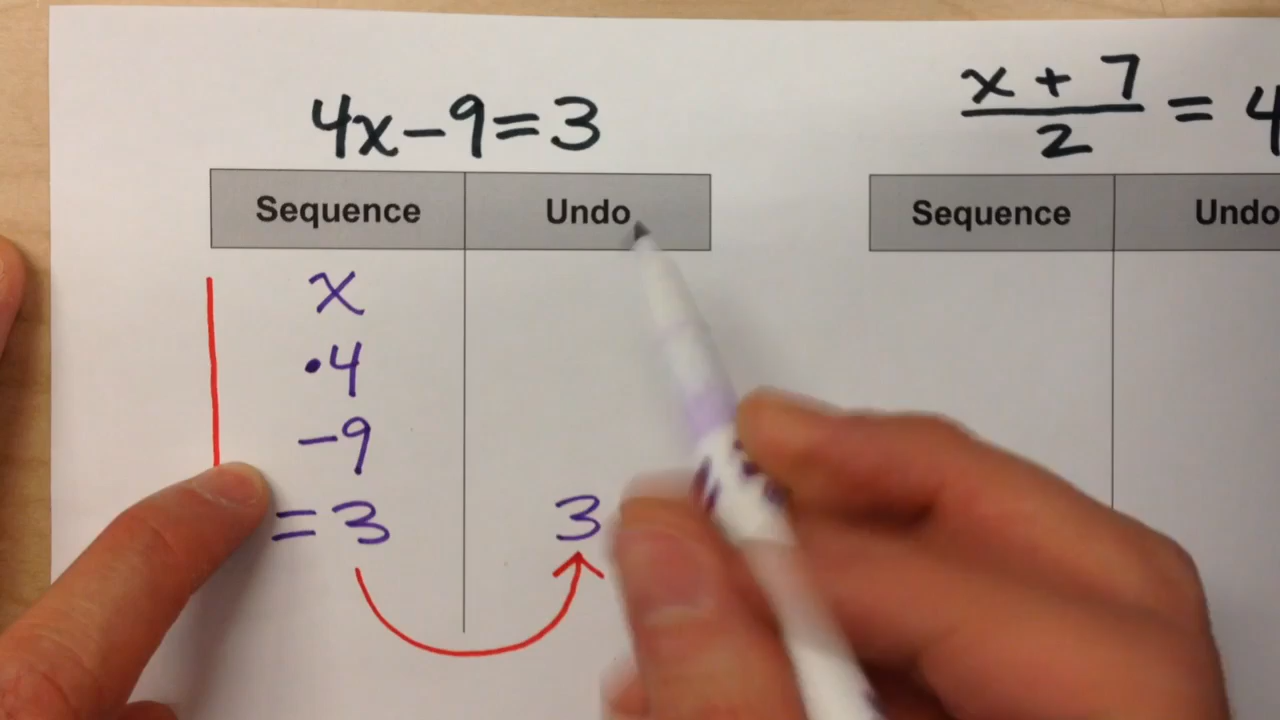 4x-9=3
Sequence Undo
x
•4
-9
= 3 3
x + 7
2
= 4
Sequence Undo